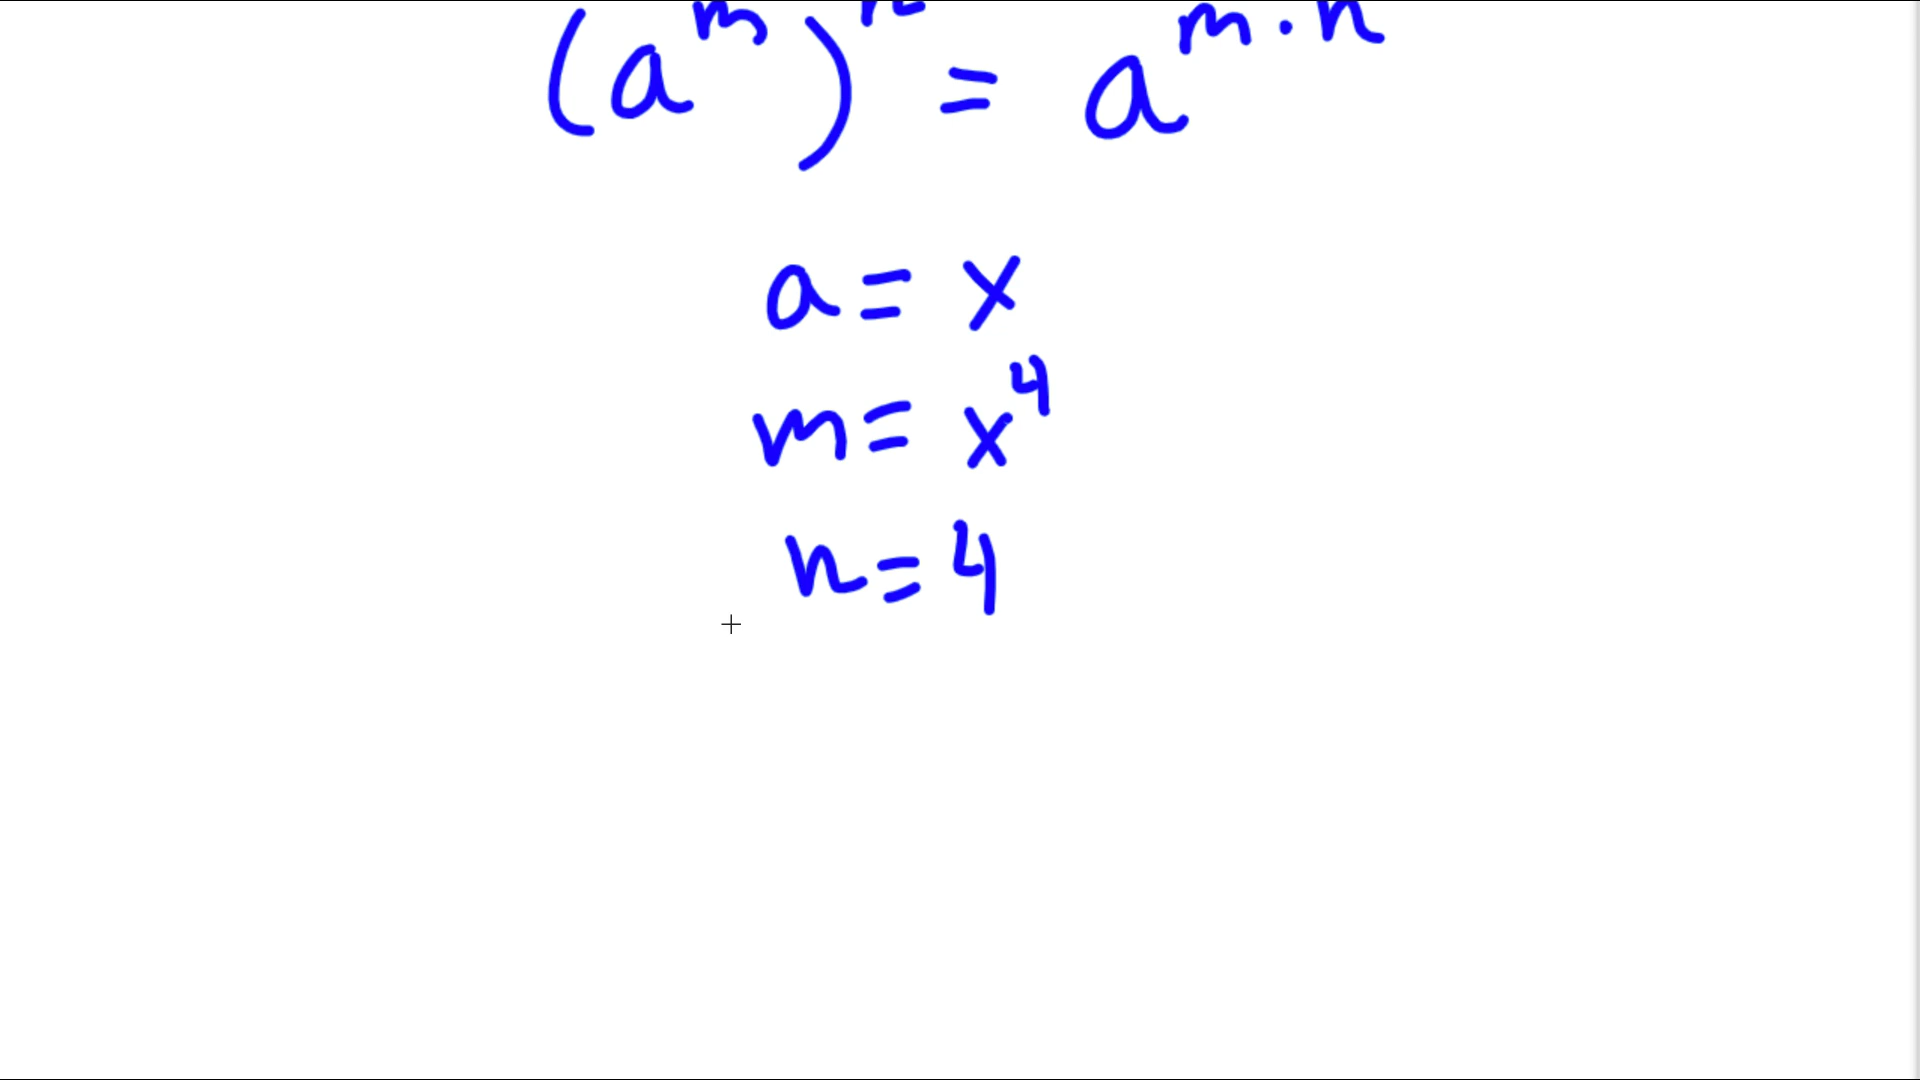 (a^m)^n = a^{m·n}
a = x
m = x^4
n = 4